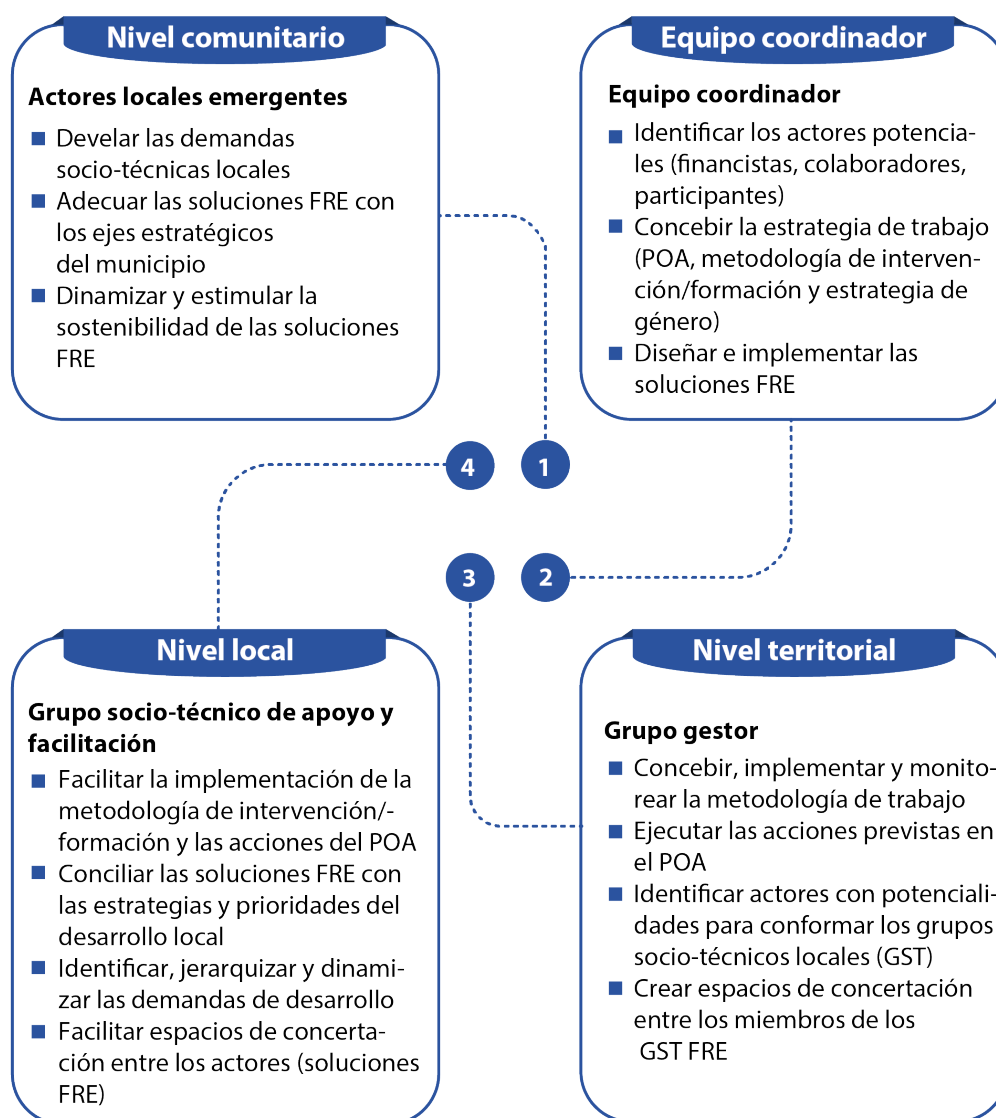 Nivel comunitario
Actores locales emergentes
Develar las demandas
socio-técnicas locales
Adecuar las soluciones FRE con
los ejes estratégicos
del municipio
Dinamizar y estimular la
sostenibilidad de las soluciones
FRE
Equipo coordinador
Equipo coordinador
Identificar los actores potencia-
les (financistas, colaboradores,
participantes)
Concebir la estrategia de trabajo
(POA, metodología de interven-
ción/formación y estrategia de
género)
Diseñar e implementar las
soluciones FRE
4
1
3
2
Nivel local
Grupo socio-técnico de apoyo y
facilitación
Facilitar la implementación de la
metodología de intervención/-
formación y las acciones del POA
Conciliar las soluciones FRE con
las estrategias y prioridades del
desarrollo local
Identificar, jerarquizar y dinami-
zar las demandas de desarrollo
Facilitar espacios de concerta-
ción entre los actores (soluciones
FRE)
Nivel territorial
Grupo gestor
Concebir, implementar y monito-
rear la metodología de trabajo
Ejecutar las acciones previstas en
el POA
Identificar actores con potenciali-
dades para conformar los grupos
socio-técnicos locales (GST)
Crear espacios de concertación
entre los miembros de los
GST FRE